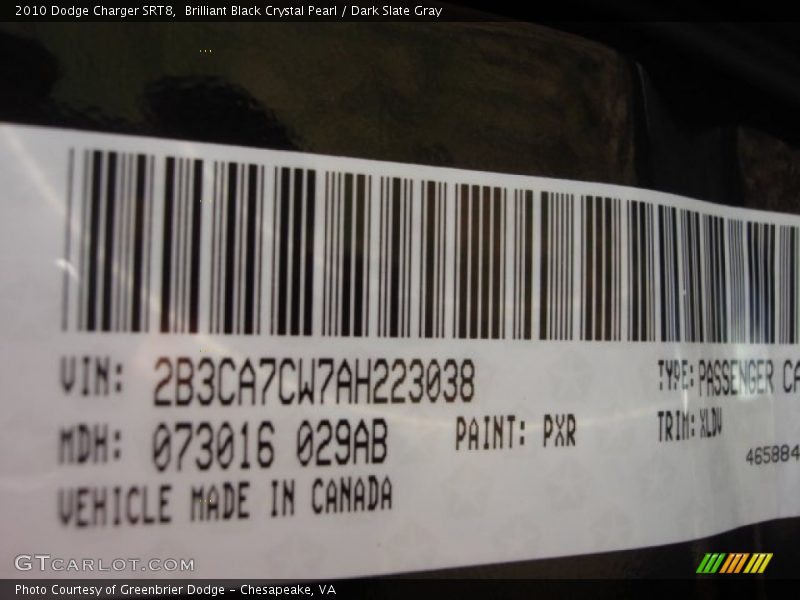 2010 Dodge Charger SRT8,  Brilliant Black Crystal Pearl / Dark Slate Gray
VIN: 2B3CA7CW7AH223038 TYPE: PASSENGER CA
MDH: 073016 029AB PAINT: PXR TRIM: XLDV
465884
VEHICLE MADE IN CANADA
GTCARLOT.COM
Photo Courtesy of Greenbrier Dodge – Chesapeake, VA